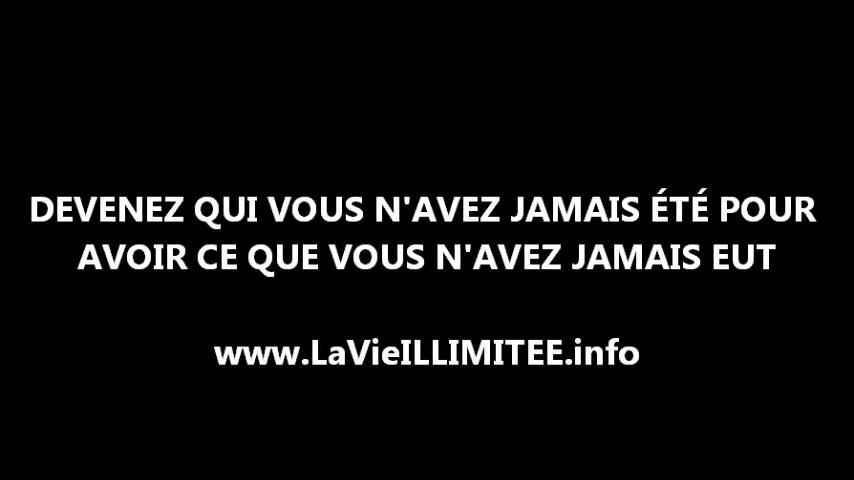 DEVENEZ QUI VOUS N'AVEZ JAMAIS ÉTÉ POUR
AVOIR CE QUE VOUS N'AVEZ JAMAIS EUT
www.LaVieILLIMITEE.info